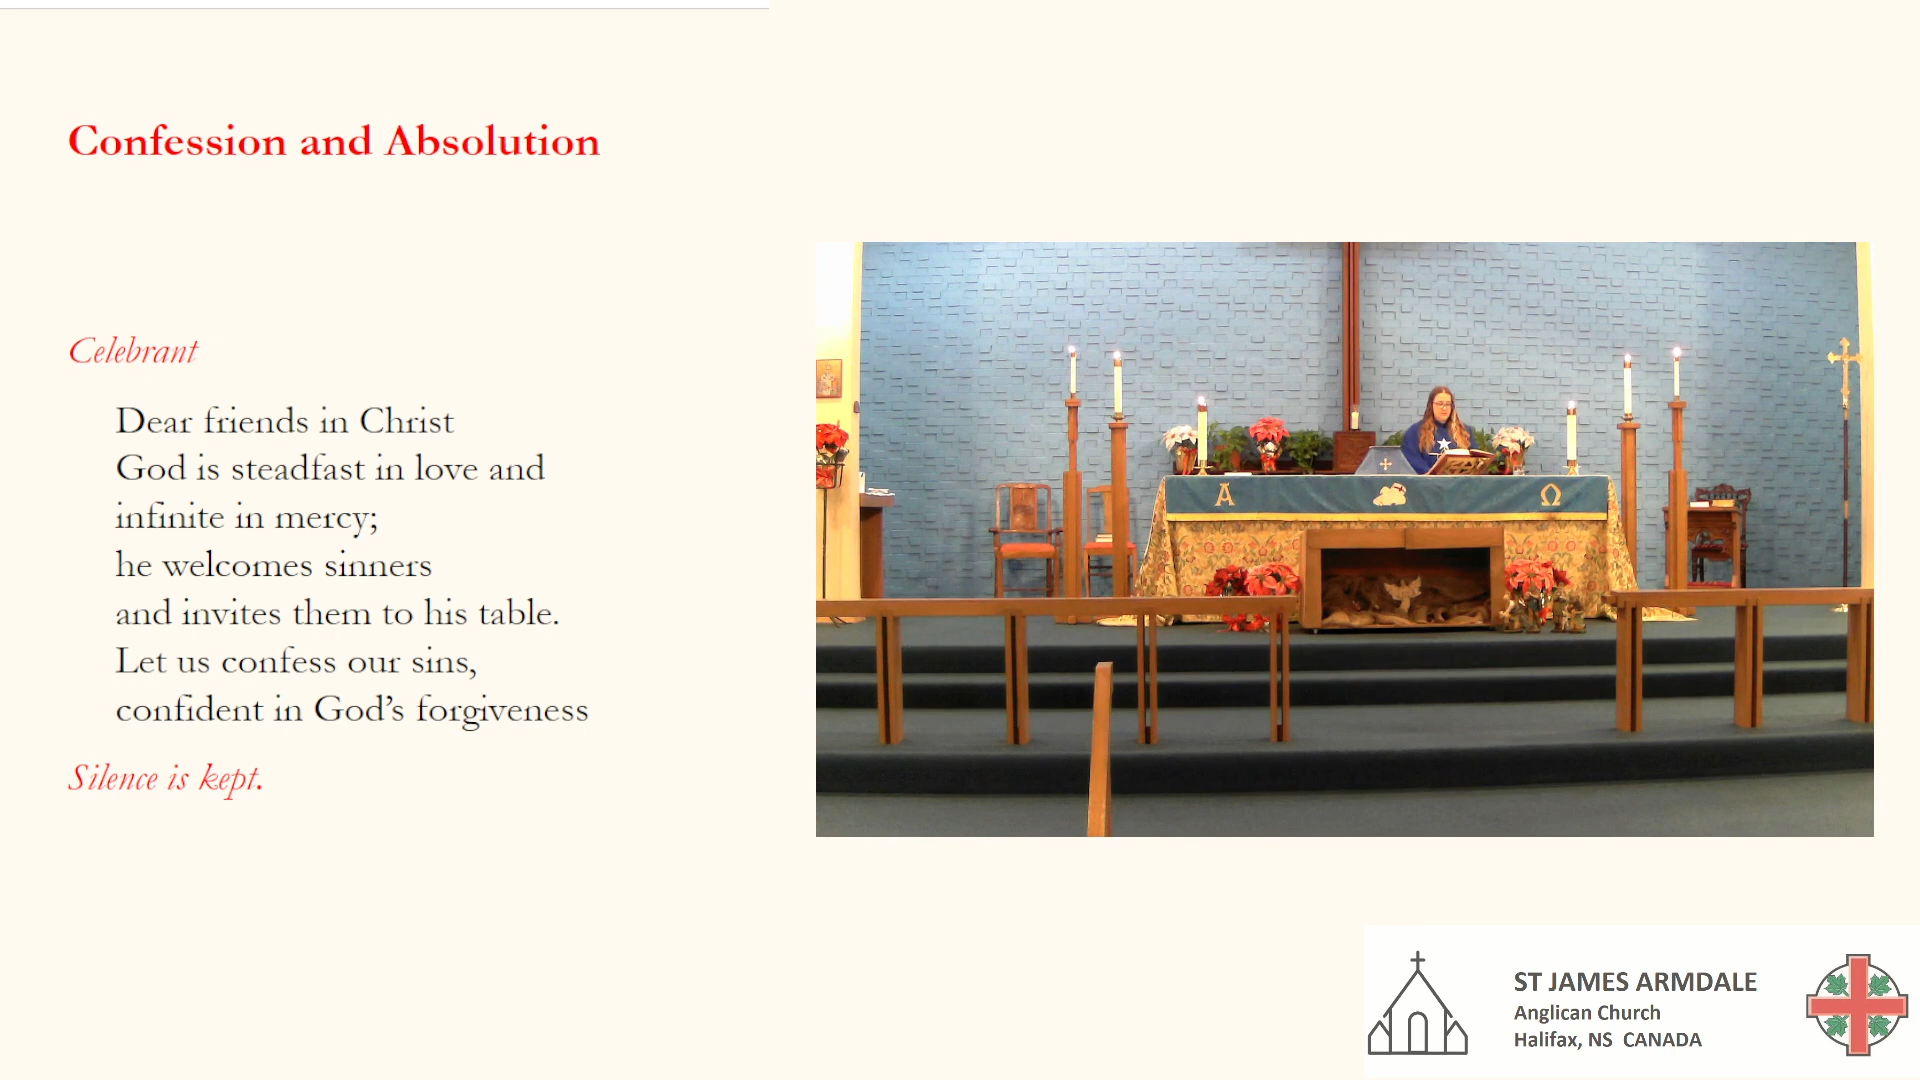 Confession and Absolution
Celebrant
Dear friends in Christ
God is steadfast in love and
infinite in mercy;
he welcomes sinners
and invites them to his table.
Let us confess our sins,
confident in God’s forgiveness
Silence is kept.
Α Ω
ST JAMES ARMDALE
Anglican Church
Halifax, NS CANADA